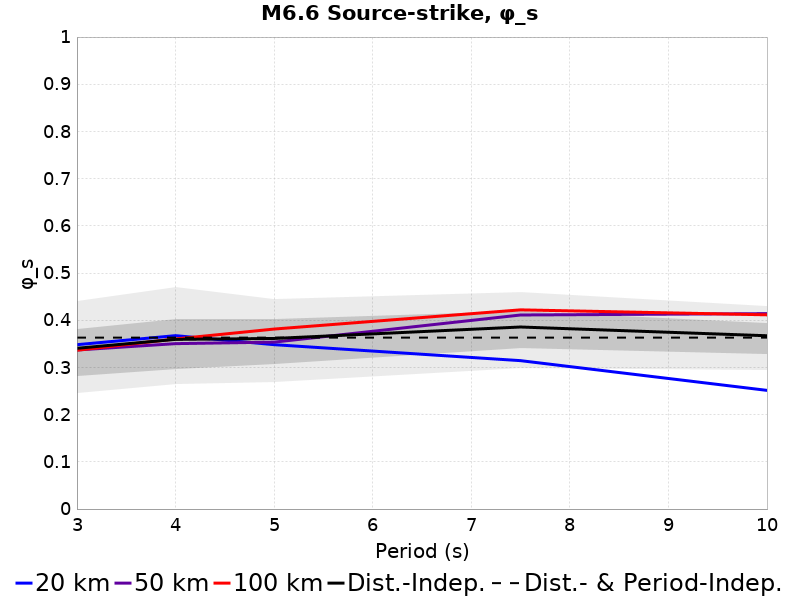 M6.6 Source-strike, φ_s
1
0.9
0.8
0.7
0.6
0.5
0.4
0.3
0.2
0.1
0
φ_s
3 4 5 6 7 8 9 10
Period (s)
20 km 50 km 100 km Dist.-Indep. Dist.- & Period-Indep.